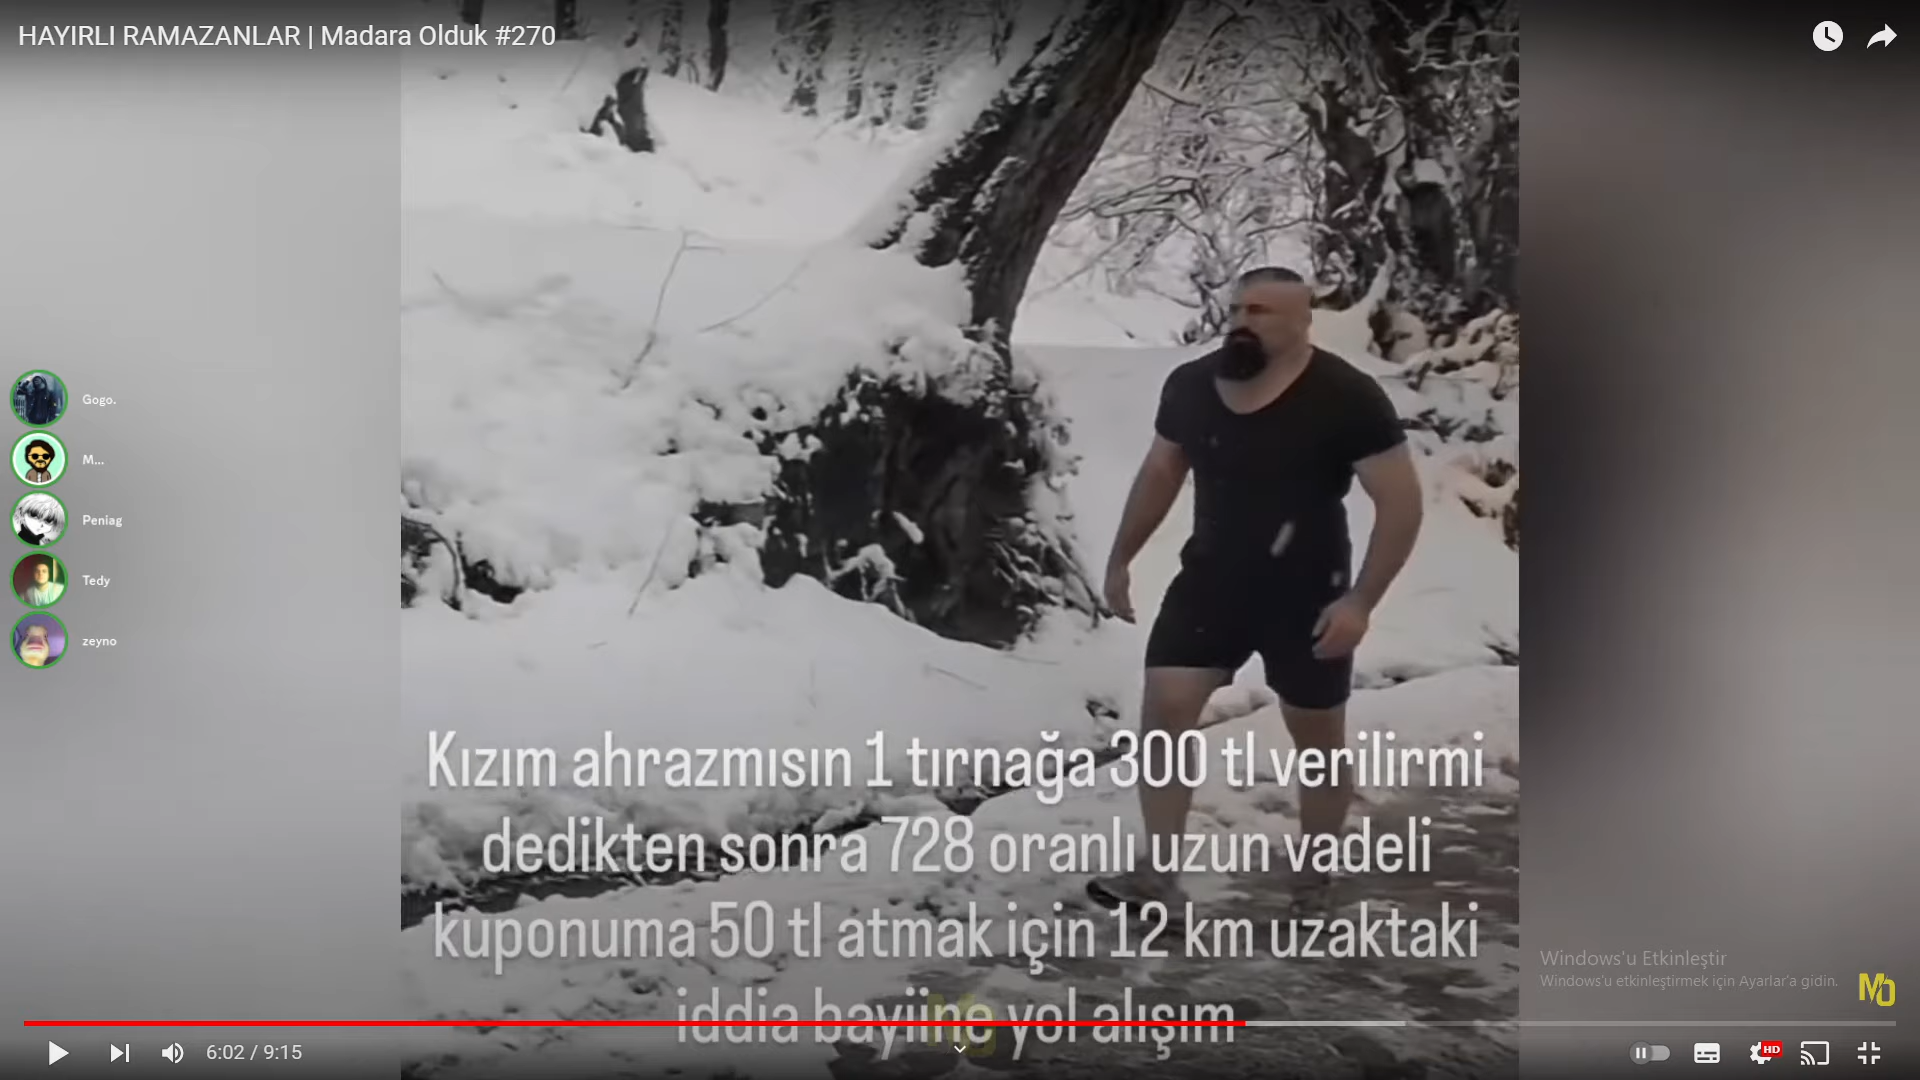 HAYIRLI RAMAZANLAR | Madara Olduk #270
Gogo.
M...
Peniag
Tedy
zeyno
Kızım ahrazmısın 1 tırnağa 300 tl verilirmi
dedikten sonra 728 oranlı uzun vadeli
kuponuma 50 tl atmak için 12 km uzaktaki
iddia bayiine yol alışım
Windows'u Etkinleştir
Windows'u etkinleştirmek için Ayarlar'a gidin.
MO
6:02 / 9:15
HD